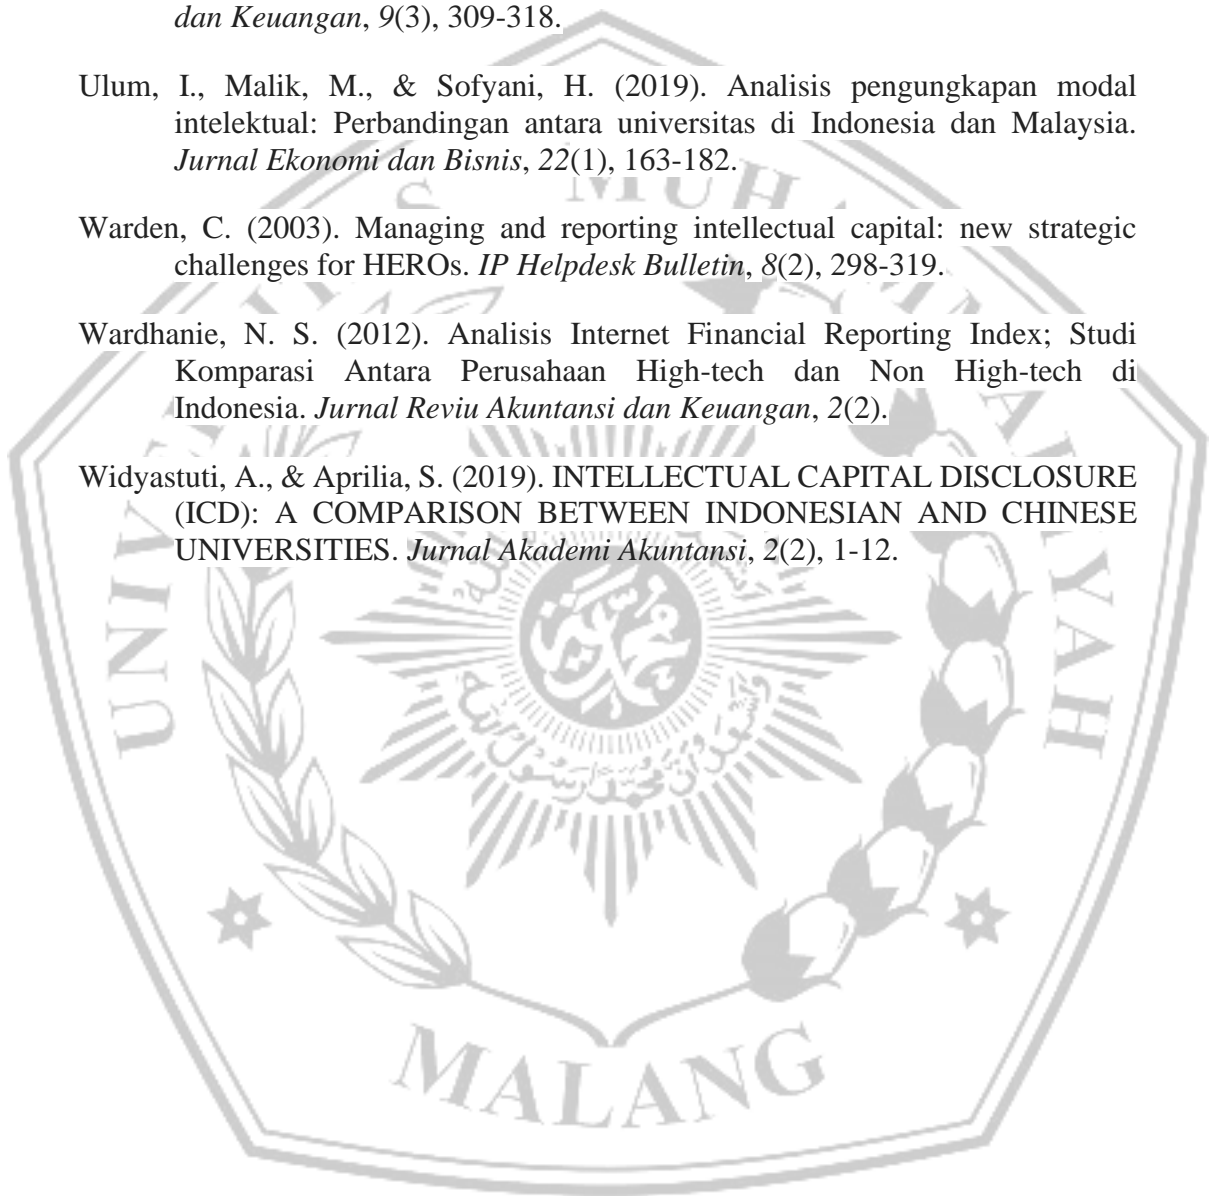 dan Keuangan, 9(3), 309-318.
Ulum, I., Malik, M., & Sofyani, H. (2019). Analisis pengungkapan modal
intelektual: Perbandingan antara universitas di Indonesia dan Malaysia.
Jurnal Ekonomi dan Bisnis, 22(1), 163-182.
Warden, C. (2003). Managing and reporting intellectual capital: new strategic
challenges for HEROs. IP Helpdesk Bulletin, 8(2), 298-319.
Wardhanie, N. S. (2012). Analisis Internet Financial Reporting Index; Studi
Komparasi Antara Perusahaan High-tech dan Non High-tech di
Indonesia. Jurnal Reviu Akuntansi dan Keuangan, 2(2).
Widyastuti, A., & Aprilia, S. (2019). INTELLECTUAL CAPITAL DISCLOSURE
(ICD): A COMPARISON BETWEEN INDONESIAN AND CHINESE
UNIVERSITIES. Jurnal Akademi Akuntansi, 2(2), 1-12.
MALANG